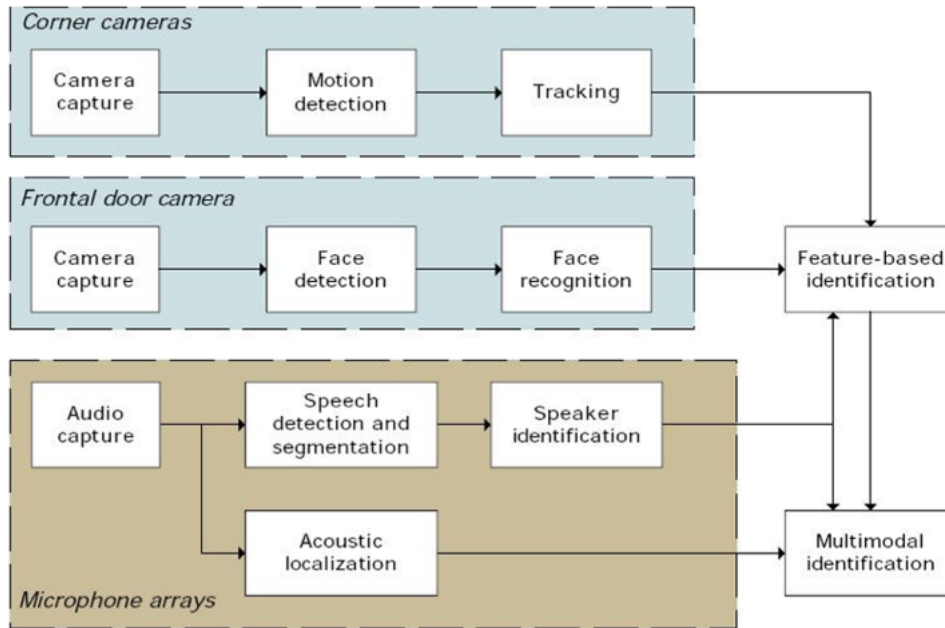 Corner cameras
Camera
capture
Motion
detection
Tracking
Frontal door camera
Camera
capture
Face
detection
Face
recognition
Feature-based
identification
Audio
capture
Speech
detection and
segmentation
Speaker
identification
Acoustic
localization
Multimodal
identification
Microphone arrays